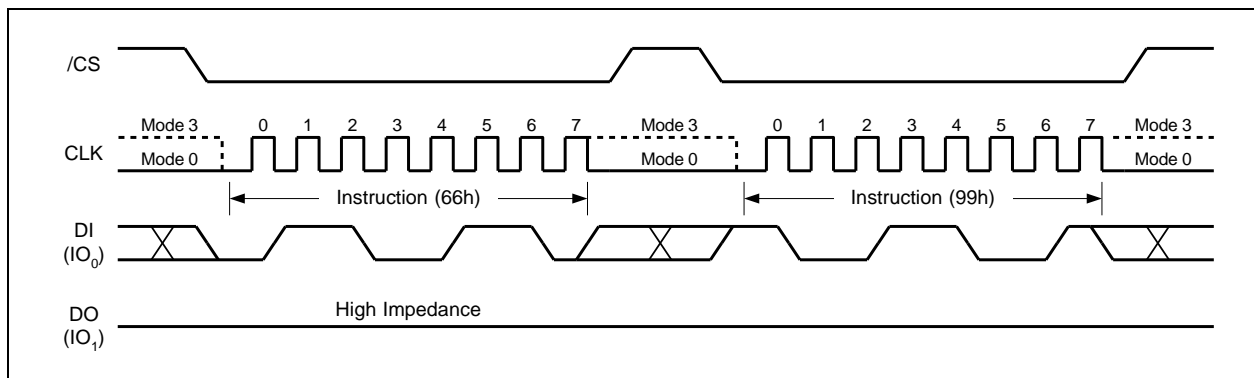 /CS
Mode 3 0 1 2 3 4 5 6 7 Mode 3 0 1 2 3 4 5 6 7 Mode 3
CLK Mode 0 Mode 0 Mode 0
Instruction (66h) Instruction (99h)
DI
(IO₀)
High Impedance
DO
(IO₁)